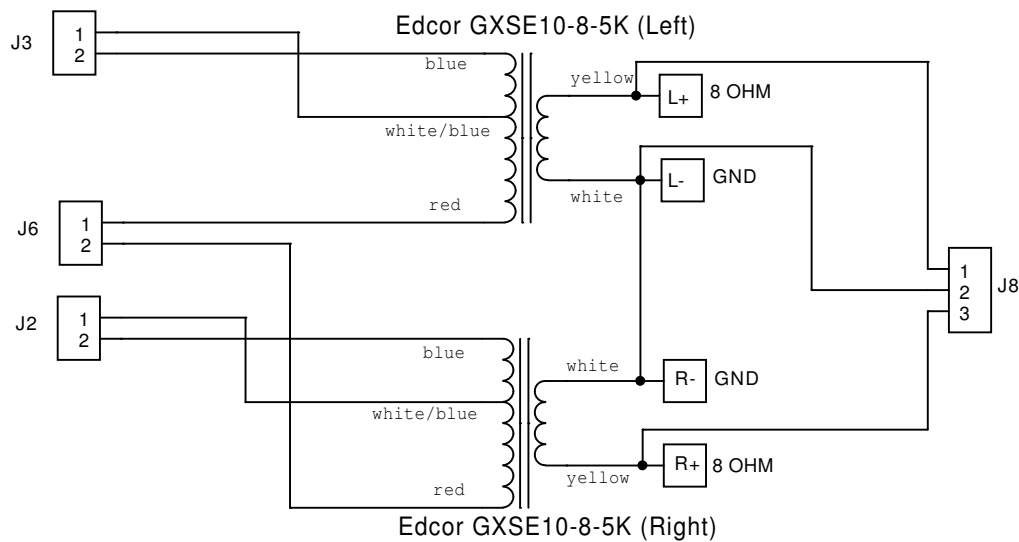 Edcor GXSE10-8-5K (Left)
J3
1
2
blue
white/blue
red
yellow
L+
8 OHM
L-
GND
white
J6
1
2
J8
1
2
3
J2
1
2
blue
white/blue
red
white
R-
GND
R+
8 OHM
yellow
Edcor GXSE10-8-5K (Right)